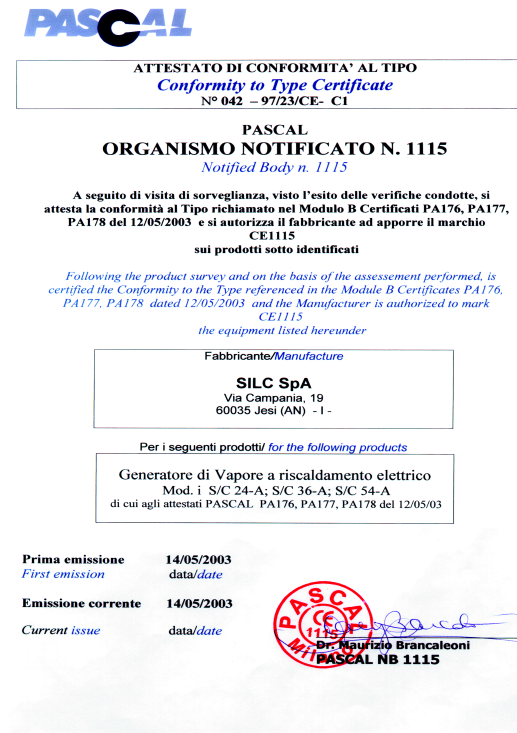 PASCAL
ATTESTATO DI CONFORMITA' AL TIPO
Conformity to Type Certificate
N° 042 – 97/23/CE- C1
PASCAL
ORGANISMO NOTIFICATO N. 1115
Notified Body n. 1115
A seguito di visita di sorveglianza, visto l'esito delle verifiche condotte, si
attesta la conformità al Tipo richiamato nel Modulo B Certificati PA176, PA177,
PA178 del 12/05/2003 e si autorizza il fabbricante ad apporre il marchio
CE1115
sui prodotti sotto identificati
Following the product survey and on the basis of the assessement performed, is
certified the Conformity to the Type referenced in the Module B Certificates PA176,
PA177, PA178 dated 12/05/2003 and the Manufacturer is authorized to mark
CE1115
the equipment listed hereunder
Fabbricante/Manufacture
SILC SpA
Via Campania, 19
60035 Jesi (AN) - I -
Per i seguenti prodotti/ for the following products
Generatore di Vapore a riscaldamento elettrico
Mod. i S/C 24-A; S/C 36-A; S/C 54-A
di cui agli attestati PASCAL PA176, PA177, PA178 del 12/05/03
Prima emissione 14/05/2003
First emission data/date
Emissione corrente 14/05/2003
Current issue data/date
PASCAL
CE
1115
Milano
Dr. Maurizio Brancaleoni
PASCAL NB 1115